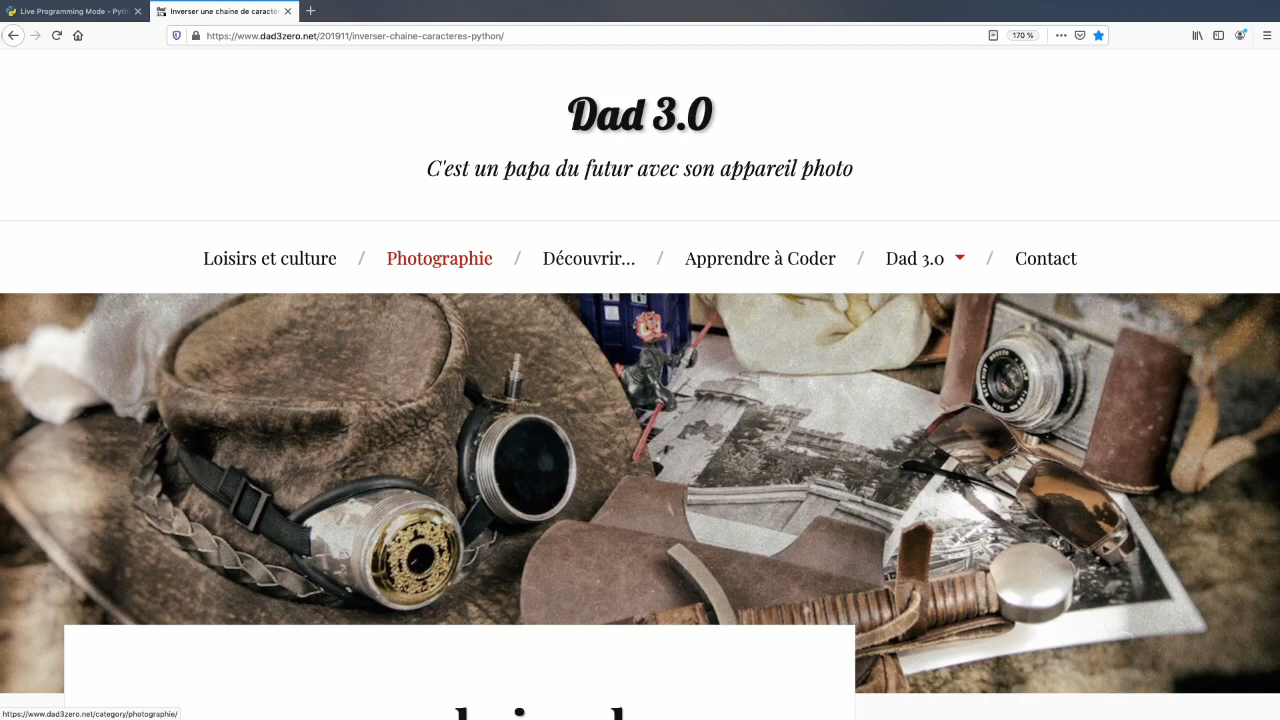 Live Programming Mode - Pyth
Inverser une chaine de caractèr
https://www.dad3zero.net/201911/inverser-chaine-caracteres-python/
170 %
Dad 3.0
C'est un papa du futur avec son appareil photo
Loisirs et culture / Photographie / Découvrir... / Apprendre à Coder / Dad 3.0 / Contact
https://www.dad3zero.net/category/photographie/